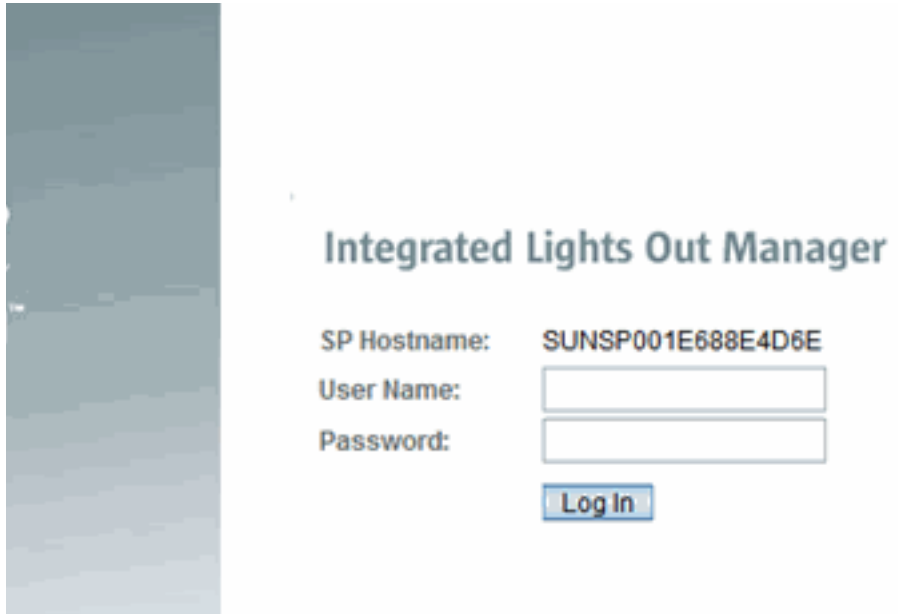 Integrated Lights Out Manager
SP Hostname: SUNSP001E688E4D6E
User Name:
Password:
Log In